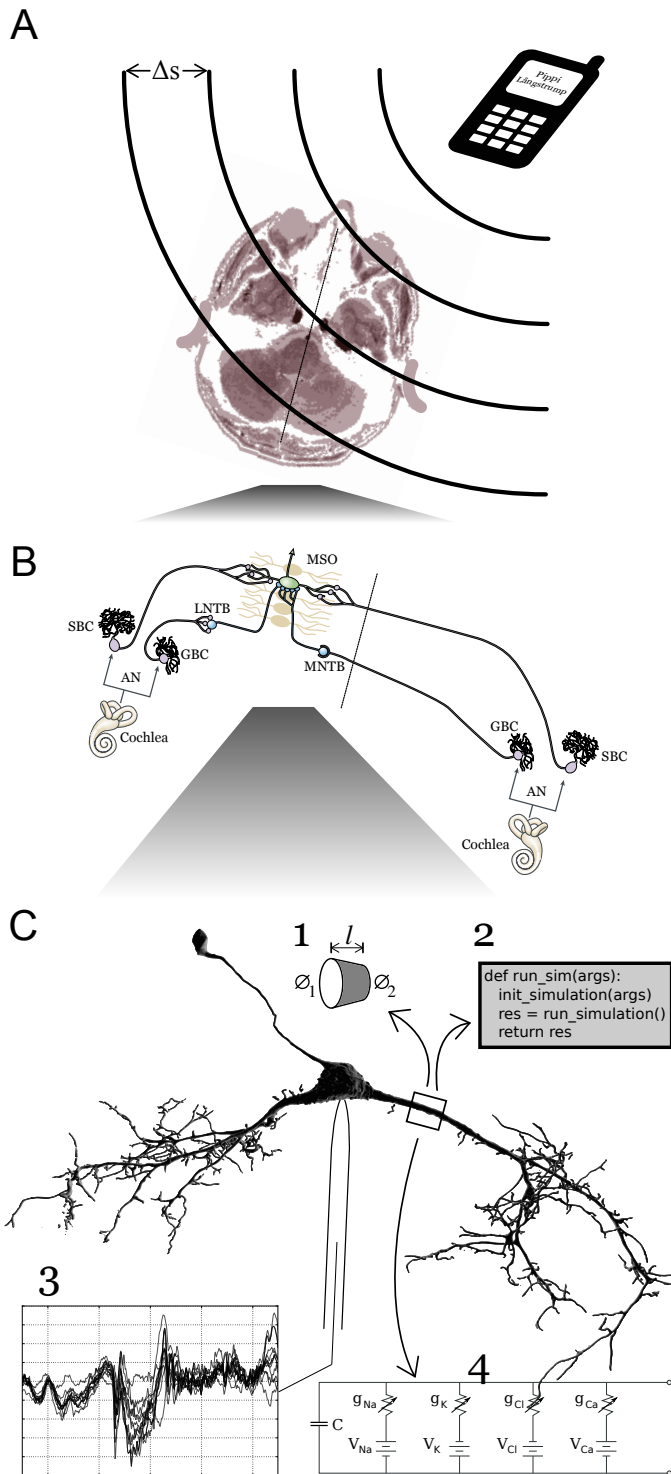 A
Δs
Pippi
Långstrump
B
MSO
LNTB
SBC
GBC
MNTB
AN
Cochlea
GBC
SBC
AN
Cochlea
C
1
l
2
∅1
∅2
def run_sim(args):
init_simulation(args)
res = run_simulation()
return res
3
4
gNa
gK
gCl
gCa
C
VNa
VK
VCl
VCa